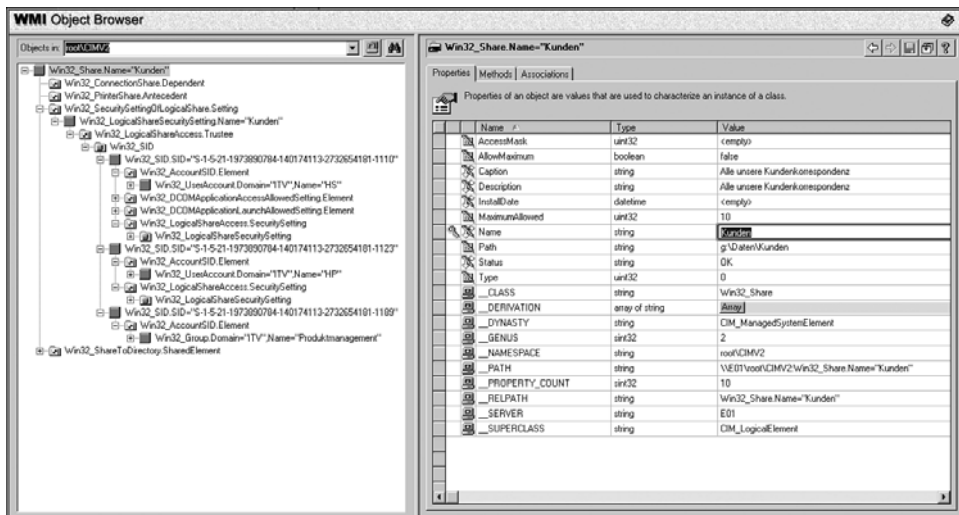 WMI Object Browser
Objects in: root\CIMV2
Win32_Share.Name="Kunden"
Win32_ConnectionShare.Dependent
Win32_PrinterShare.Antecedent
Win32_SecuritySettingOfLogicalShare.Setting
Win32_LogicalShareSecuritySetting.Name="Kunden"
Win32_LogicalShareAccess.Trustee
Win32_SID
Win32_SID.SID="S-1-5-21-1973890784-140174113-2732654181-1110"
Win32_AccountSID.Element
Win32_UserAccount.Domain="ITV",Name="HS"
Win32_DCOMApplicationAccessAllowedSetting.Element
Win32_DCOMApplicationLaunchAllowedSetting.Element
Win32_LogicalShareAccess.SecuritySetting
Win32_LogicalShareSecuritySetting
Win32_SID.SID="S-1-5-21-1973890784-140174113-2732654181-1123"
Win32_AccountSID.Element
Win32_UserAccount.Domain="ITV",Name="HP"
Win32_LogicalShareAccess.SecuritySetting
Win32_LogicalShareSecuritySetting
Win32_SID.SID="S-1-5-21-1973890784-140174113-2732654181-1109"
Win32_AccountSID.Element
Win32_Group.Domain="ITV",Name="Produktmanagement"
Win32_ShareToDirectory.SharedElement
Win32_Share.Name="Kunden"
Properties Methods Associations
Properties of an object are values that are used to characterize an instance of a class.
Name Type Value
AccessMask uint32 <empty>
AllowMaximum boolean false
Caption string Alle unsere Kundenkorrespondenz
Description string Alle unsere Kundenkorrespondenz
InstallDate datetime <empty>
MaximumAllowed uint32 10
Name string Kunden
Path string g:\Daten\Kunden
Status string OK
Type uint32 0
__CLASS string Win32_Share
__DERIVATION array of string Array
__DYNASTY string CIM_ManagedSystemElement
__GENUS sint32 2
__NAMESPACE string root\CIMV2
__PATH string \\E01\root\CIMV2:Win32_Share.Name="Kunden"
__PROPERTY_COUNT sint32 10
__RELPATH string Win32_Share.Name="Kunden"
__SERVER string E01
__SUPERCLASS string CIM_LogicalElement